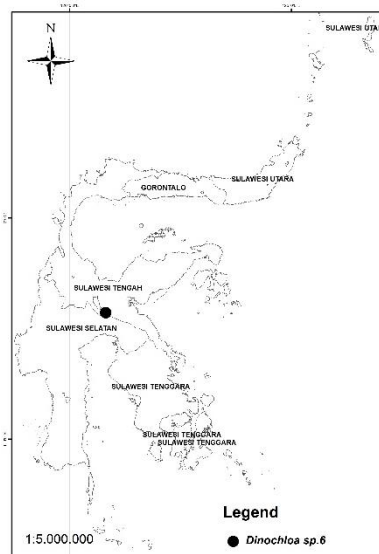 N
SULAWESI UTA
SULAWESI UTARA
GORONTALO
SULAWESI TENGAH
SULAWESI SELATAN
SULAWESI TENGGARA
SULAWESI TENGGARA
SULAWESI TENGGARA
Legend
1:5.000.000
Dinochloa sp.6